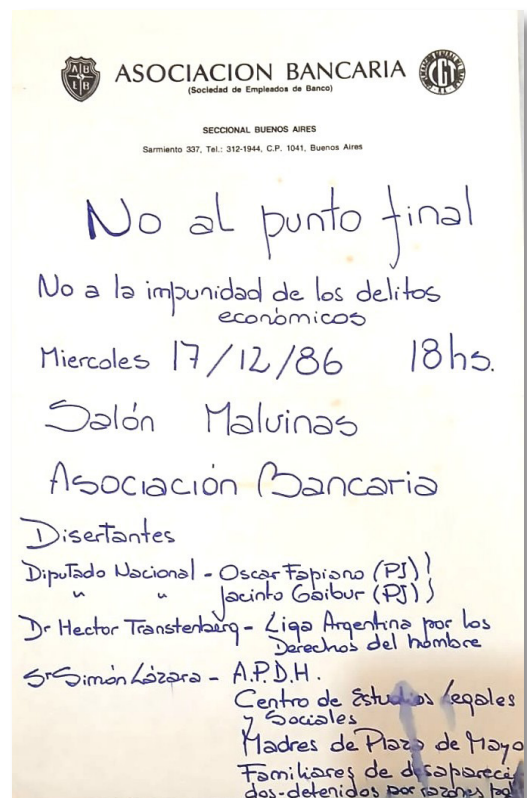 ASOCIACION BANCARIA
(Sociedad de Empleados de Banco)
SECCIONAL BUENOS AIRES
Sarmiento 337, Tel.: 312-1944, C.P. 1041, Buenos Aires
No al punto final
No a la impunidad de los delitos
económicos
Miercoles 17/12/86 18hs.
Salón Malvinas
Asociación Bancaria
Disertantes
Diputado Nacional - Oscar Fapiano (PJ)
" " Jacinto Gaibur (PJ)
Dr Hector Transtenberg - Liga Argentina por los
Derechos del hombre
Sr Simón Lázara - A.P.D.H.
Centro de Estudios Legales
y Sociales
Madres de Plaza de Mayo
Familiares de desapareci
dos-detenidos por razones